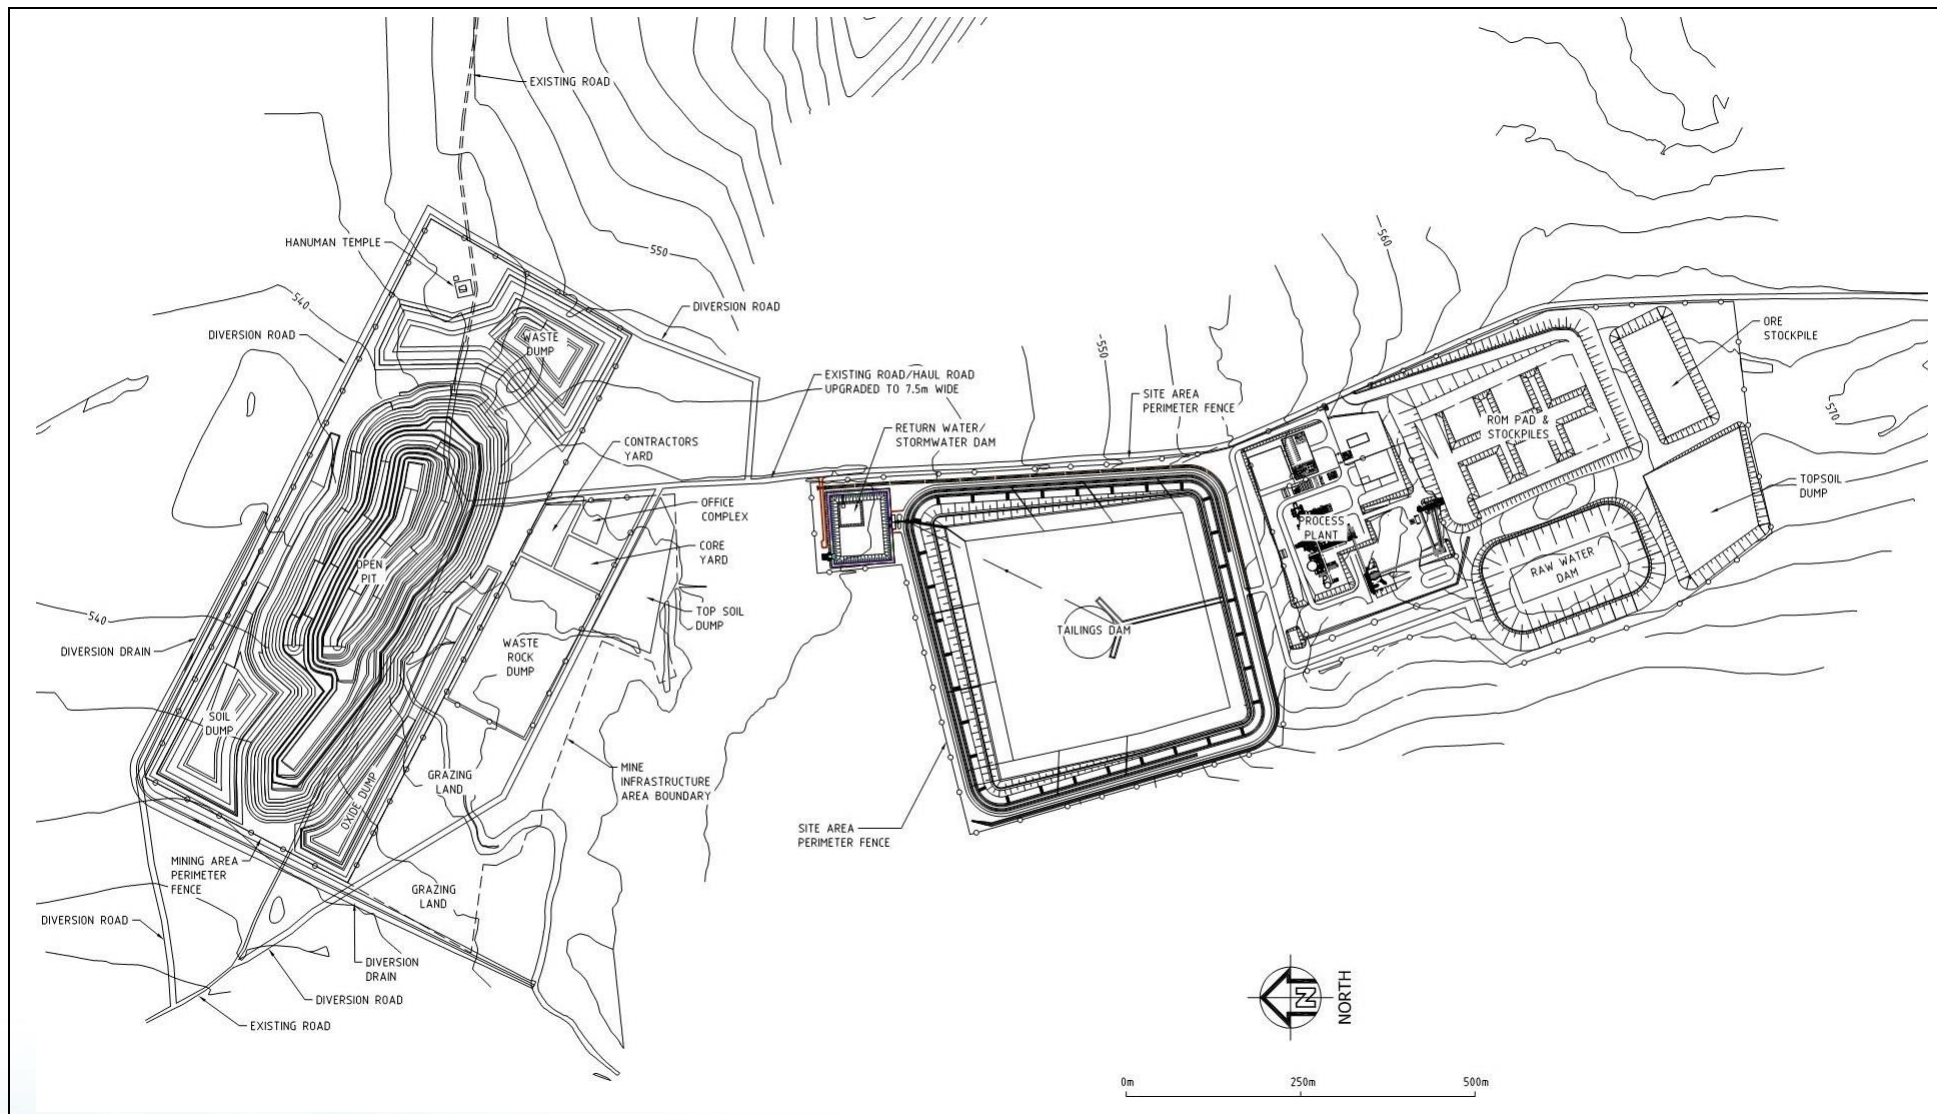 EXISTING ROAD
HANUMAN TEMPLE
550
560
540
DIVERSION ROAD
DIVERSION ROAD
WASTE
DUMP
ORE
STOCKPILE
550
EXISTING ROAD/HAUL ROAD
UPGRADED TO 7.5m WIDE
SITE AREA
PERIMETER FENCE
570
RETURN WATER/
STORMWATER DAM
ROM PAD &
STOCKPILES
CONTRACTORS
YARD
TOPSOIL
DUMP
OFFICE
COMPLEX
PROCESS
PLANT
CORE
YARD
OPEN
PIT
RAW WATER
DAM
540
TOP SOIL
DUMP
TAILINGS DAM
DIVERSION DRAIN
WASTE
ROCK
DUMP
SOIL
DUMP
MINE
INFRASTRUCTURE
AREA BOUNDARY
GRAZING
LAND
OXIDE DUMP
SITE AREA
PERIMETER FENCE
MINING AREA
PERIMETER
FENCE
GRAZING
LAND
DIVERSION ROAD
DIVERSION
DRAIN
DIVERSION ROAD
EXISTING ROAD
N
NORTH
0m 250m 500m